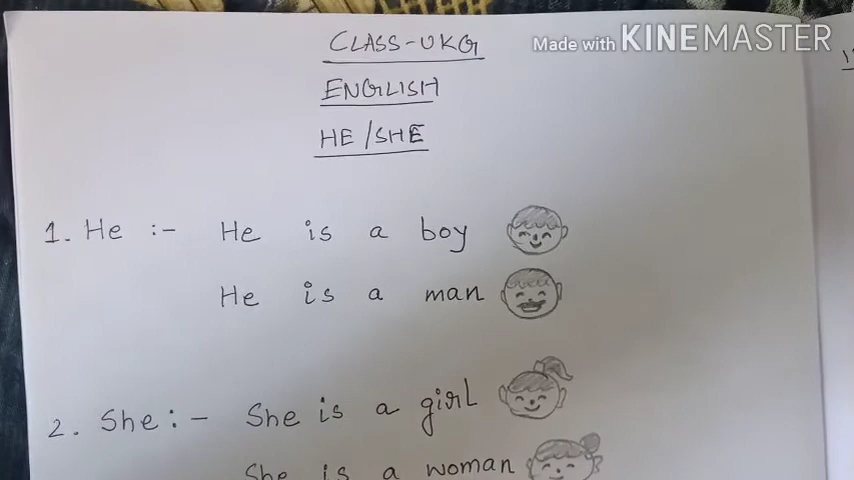 CLASS-UKG
Made with KINEMASTER
ENGLISH
HE/SHE
1. He :- He is a boy
He is a man
2. She :- She is a girl
She is a woman